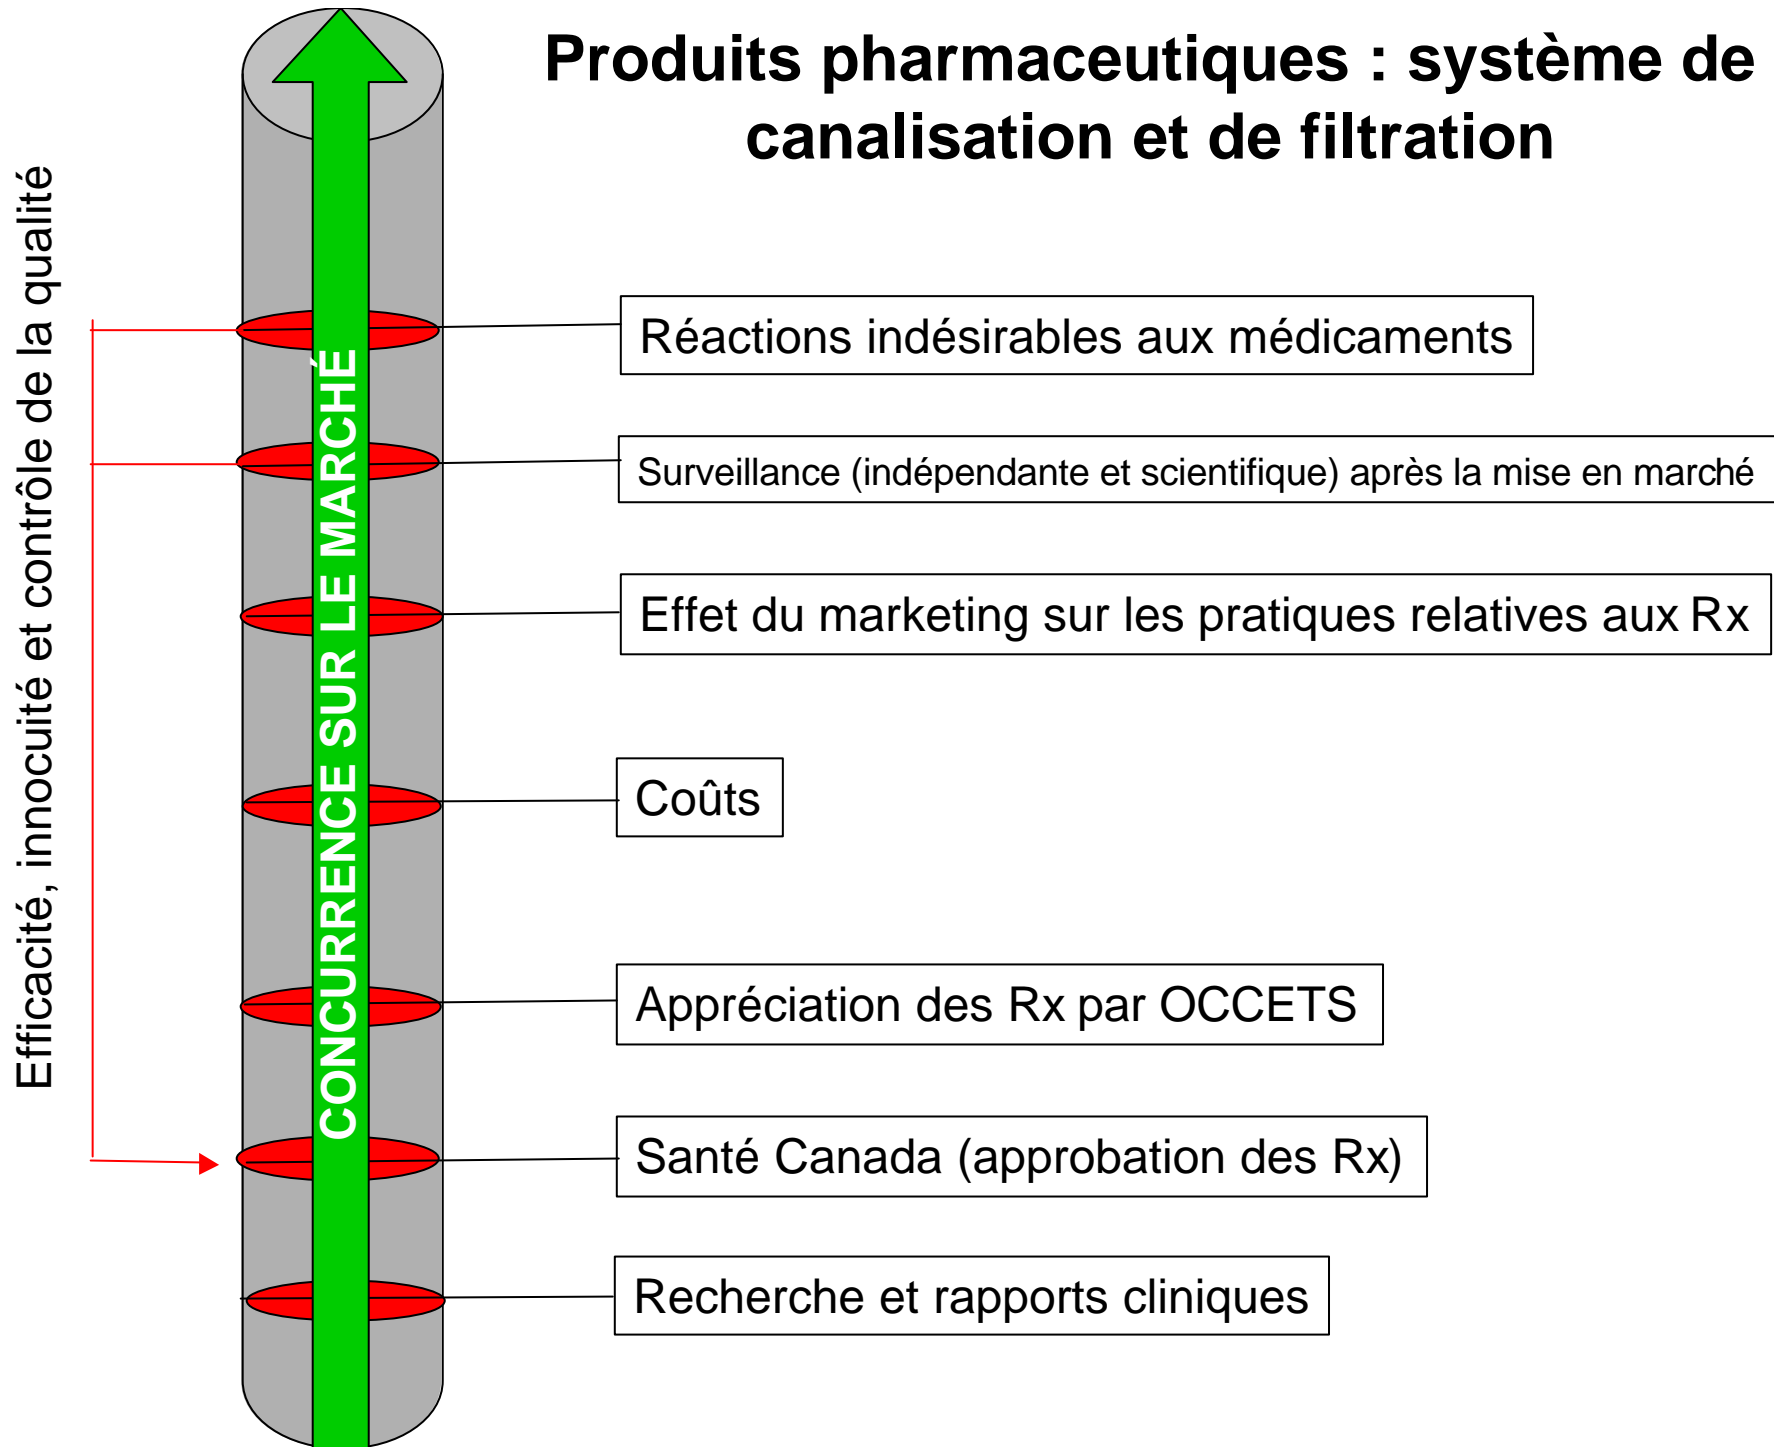 Produits pharmaceutiques : système de
canalisation et de filtration
Efficacité, innocuité et contrôle de la qualité
CONCURRENCE SUR LE MARCHÉ
Réactions indésirables aux médicaments
Surveillance (indépendante et scientifique) après la mise en marché
Effet du marketing sur les pratiques relatives aux Rx
Coûts
Appréciation des Rx par OCCETS
Santé Canada (approbation des Rx)
Recherche et rapports cliniques